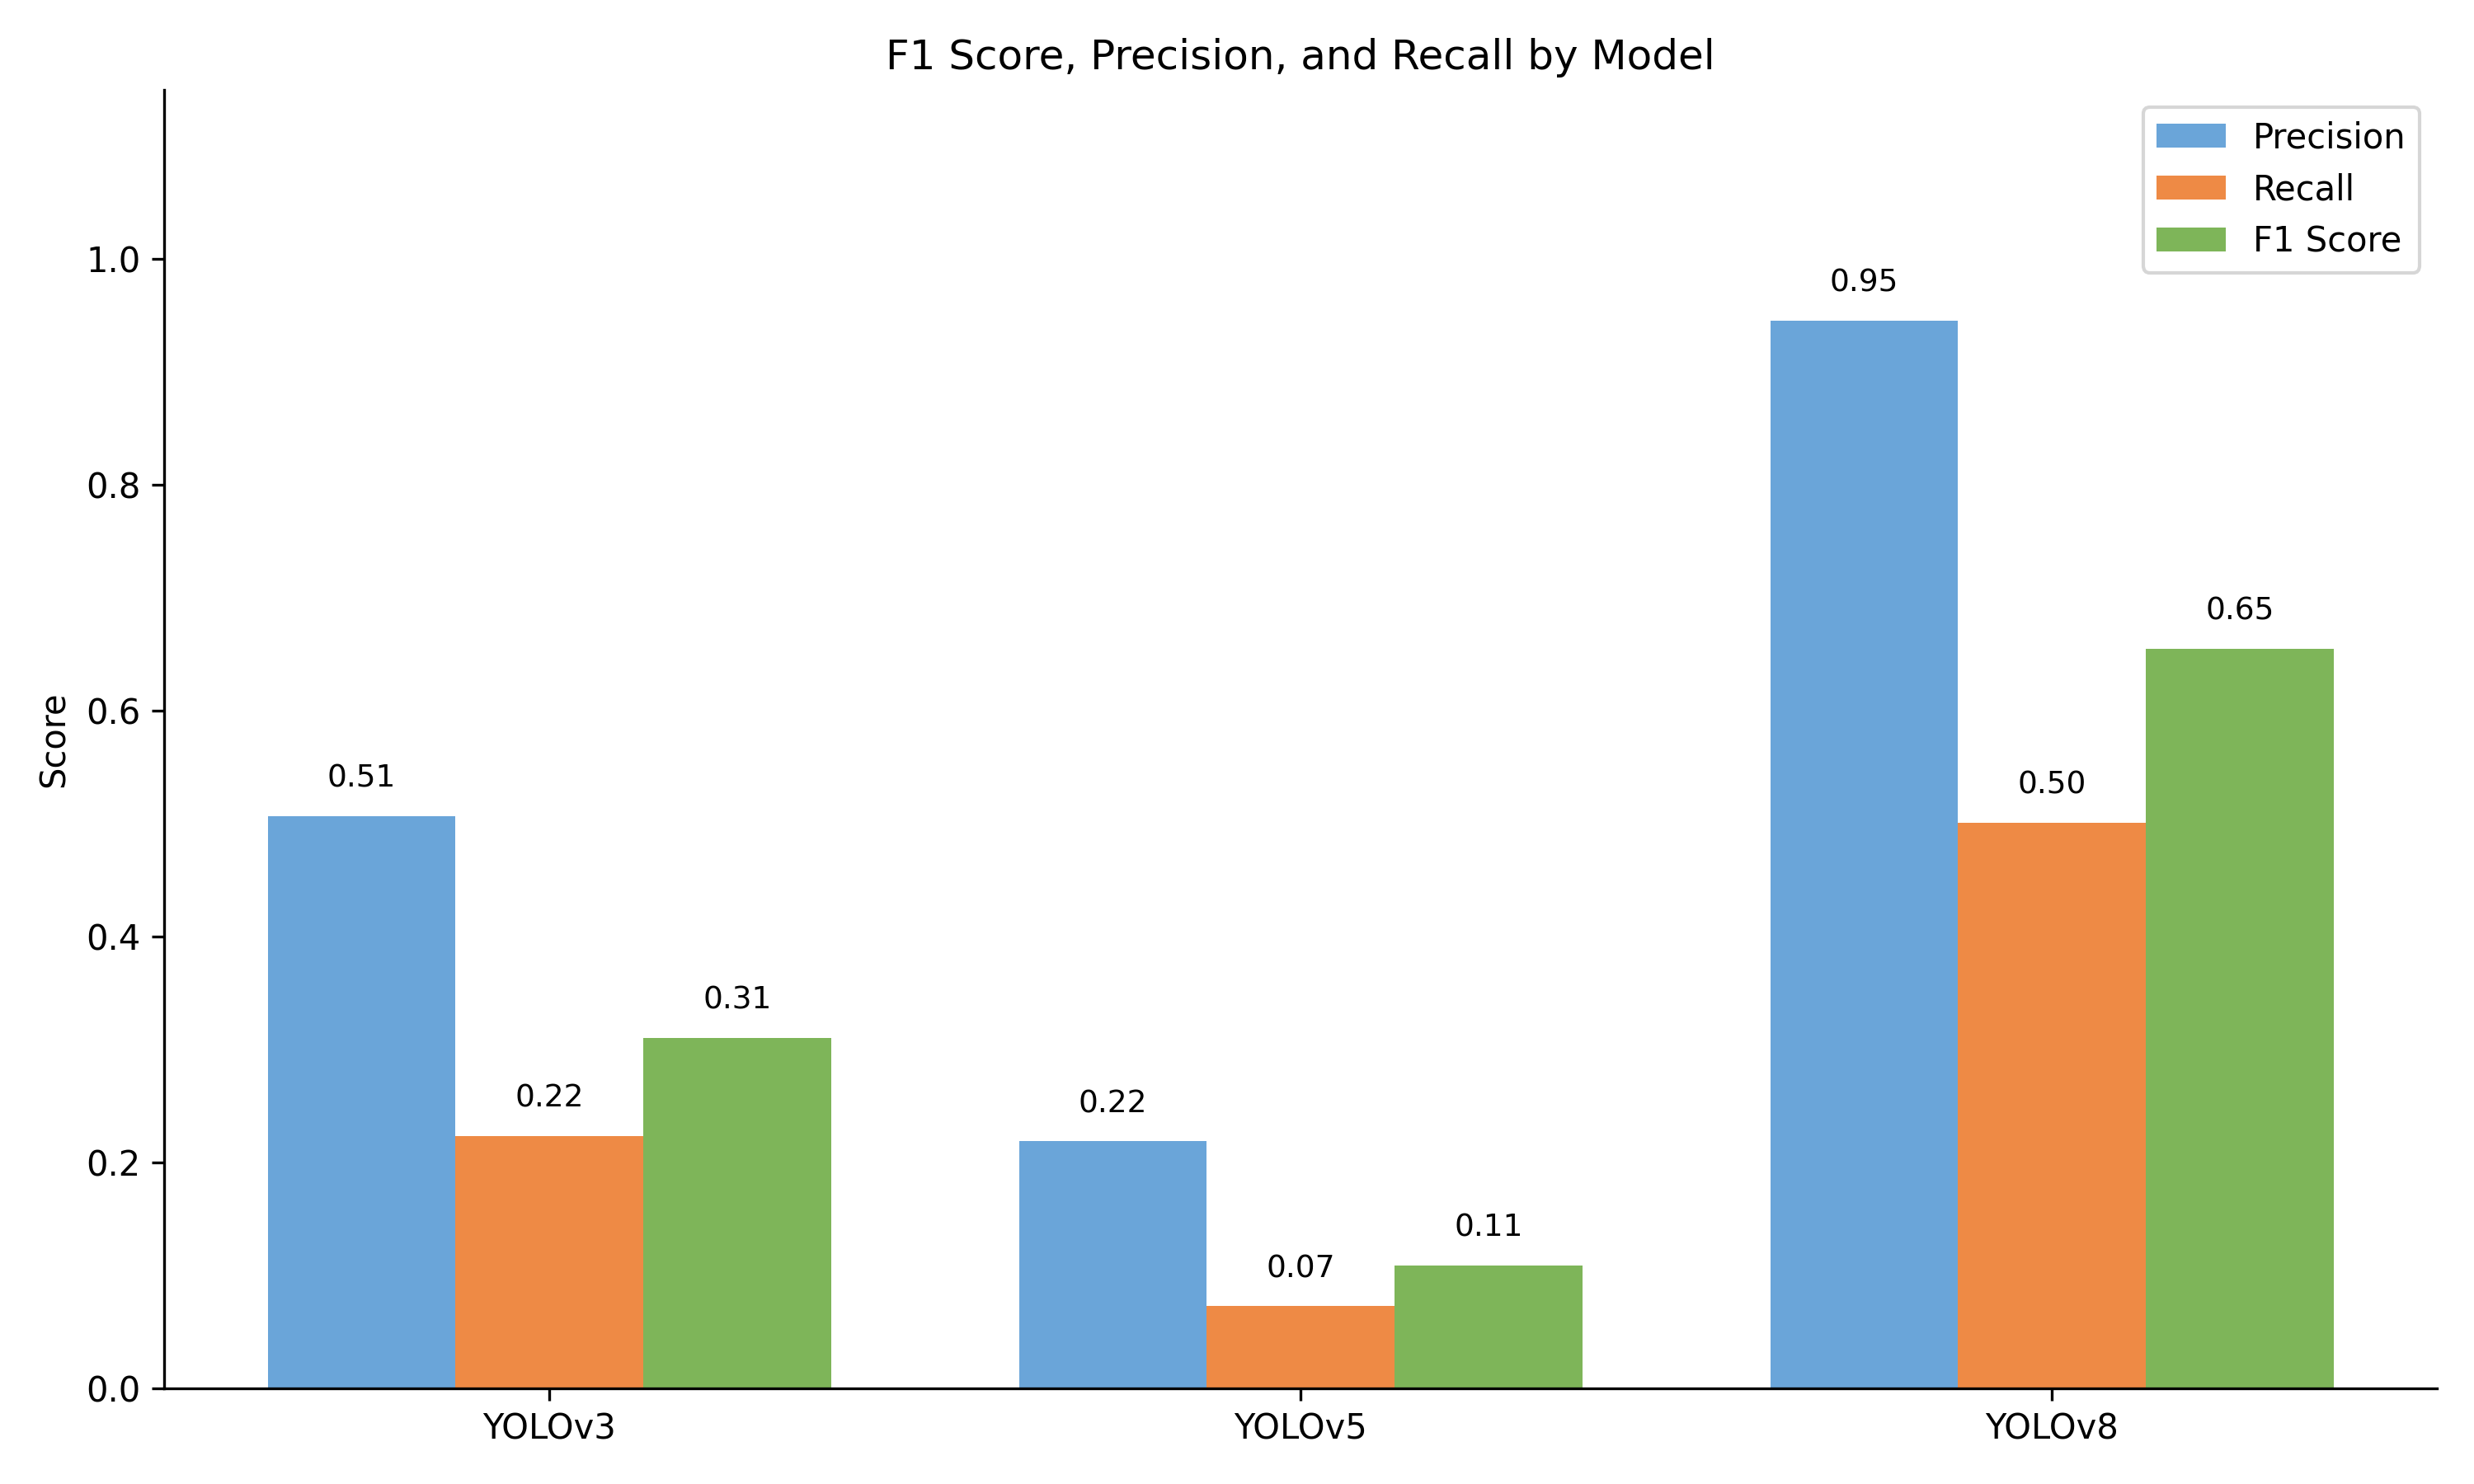 F1 Score, Precision, and Recall by Model
Precision
Recall
F1 Score
Score
1.0
0.8
0.6
0.4
0.2
0.0
0.51
0.22
0.31
0.22
0.07
0.11
0.95
0.50
0.65
YOLOv3
YOLOv5
YOLOv8